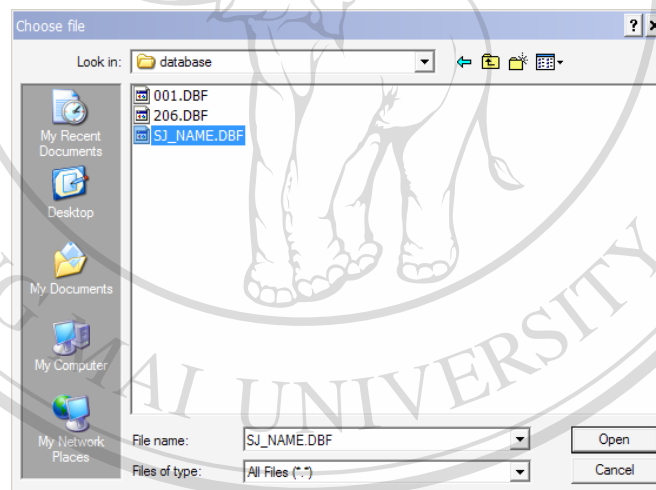 Choose file
Look in: database
001.DBF
206.DBF
SJ_NAME.DBF
My Recent
Documents
Desktop
My Documents
My Computer
My Network
Places
File name: SJ_NAME.DBF Open
Files of type: All Files (*.*) Cancel
G MAI UNIVERSITY